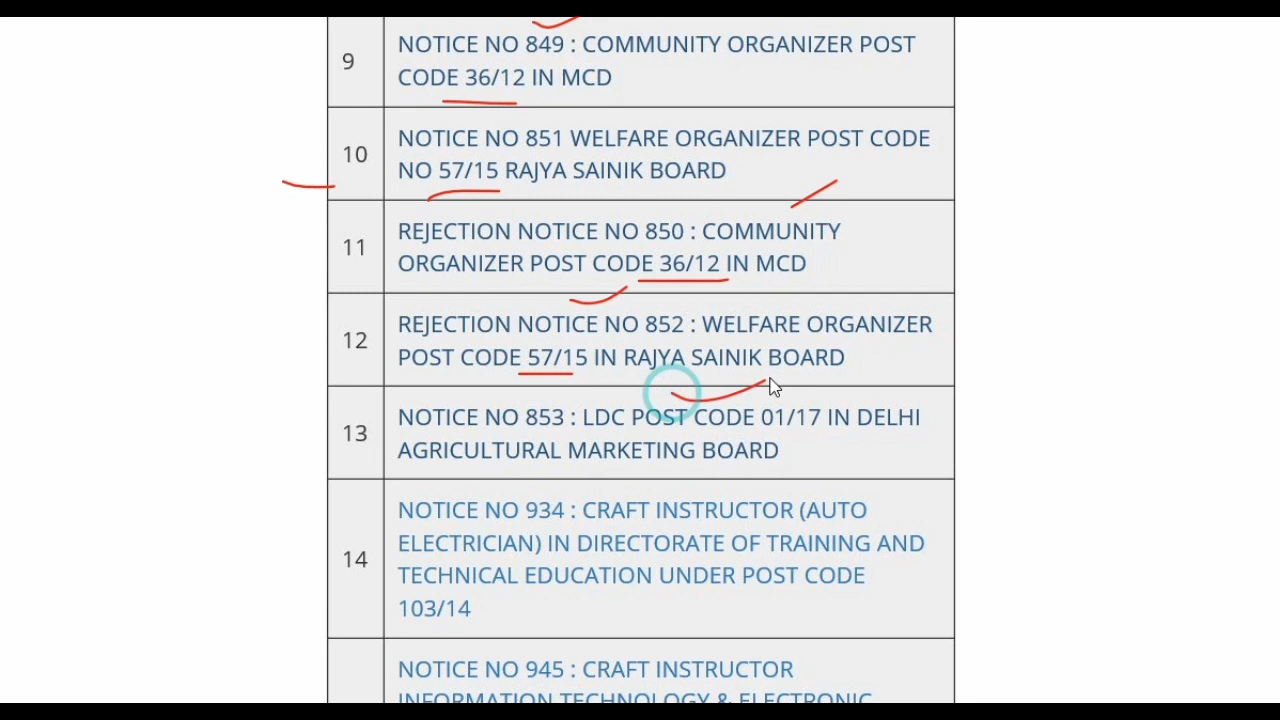 9
NOTICE NO 849 : COMMUNITY ORGANIZER POST
CODE 36/12 IN MCD
10
NOTICE NO 851 WELFARE ORGANIZER POST CODE
NO 57/15 RAJYA SAINIK BOARD
11
REJECTION NOTICE NO 850 : COMMUNITY
ORGANIZER POST CODE 36/12 IN MCD
12
REJECTION NOTICE NO 852 : WELFARE ORGANIZER
POST CODE 57/15 IN RAJYA SAINIK BOARD
13
NOTICE NO 853 : LDC POST CODE 01/17 IN DELHI
AGRICULTURAL MARKETING BOARD
14
NOTICE NO 934 : CRAFT INSTRUCTOR (AUTO
ELECTRICIAN) IN DIRECTORATE OF TRAINING AND
TECHNICAL EDUCATION UNDER POST CODE
103/14
NOTICE NO 945 : CRAFT INSTRUCTOR
INFORMATION TECHNOLOGY & ELECTRONIC